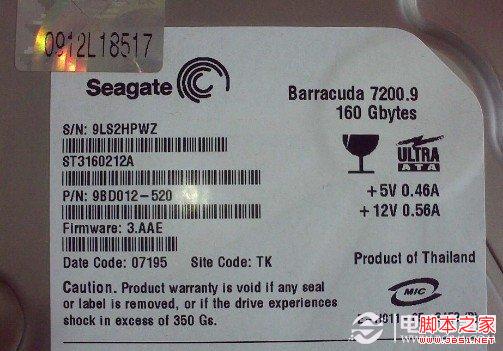 0912L18517
Seagate
Barracuda 7200.9
160 Gbytes
S/N: 9LS2HPWZ
ST3160212A
ULTRA
ATA
P/N: 9BD012-520
+5V 0.46A
+12V 0.56A
Firmware: 3.AAE
Date Code: 07195 Site Code: TK
Product of Thailand
Caution. Product warranty is void if any seal
or label is removed, or if the drive experiences
shock in excess of 350 Gs.
MIC
脚本之家
www.jb51.net